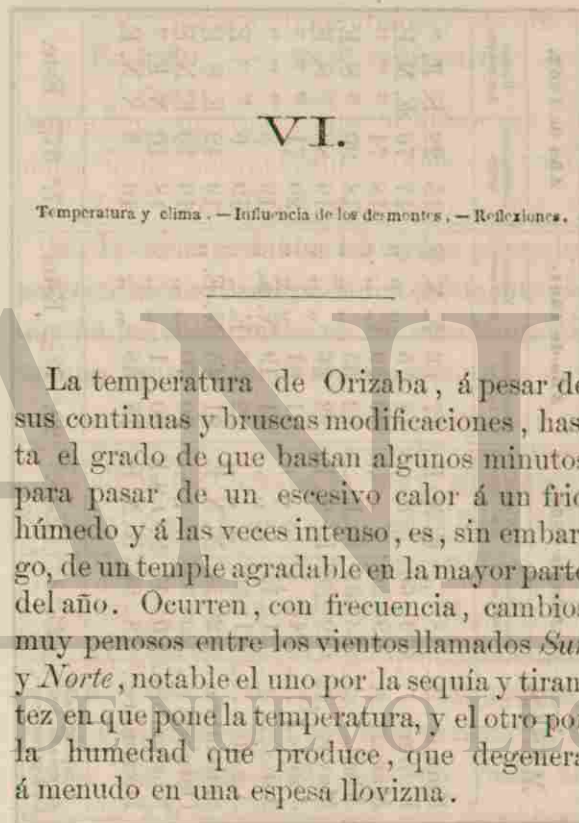 VI.
Temperatura y clima. — Influencia de los desmontes. — Reflexiones.
La temperatura de Orizaba, á pesar de
sus continuas y bruscas modificaciones, has
ta el grado de que bastan algunos minutos
para pasar de un escesivo calor á un frio
húmedo y á las veces intenso, es, sin embar
go, de un temple agradable en la mayor parte
del año. Ocurren, con frecuencia, cambios
muy penosos entre los vientos llamados Sur
y Norte, notable el uno por la sequía y tiran
tez en que pone la temperatura, y el otro por
la humedad que produce, que degenera
á menudo en una espesa llovizna.
DE NUEVO LE